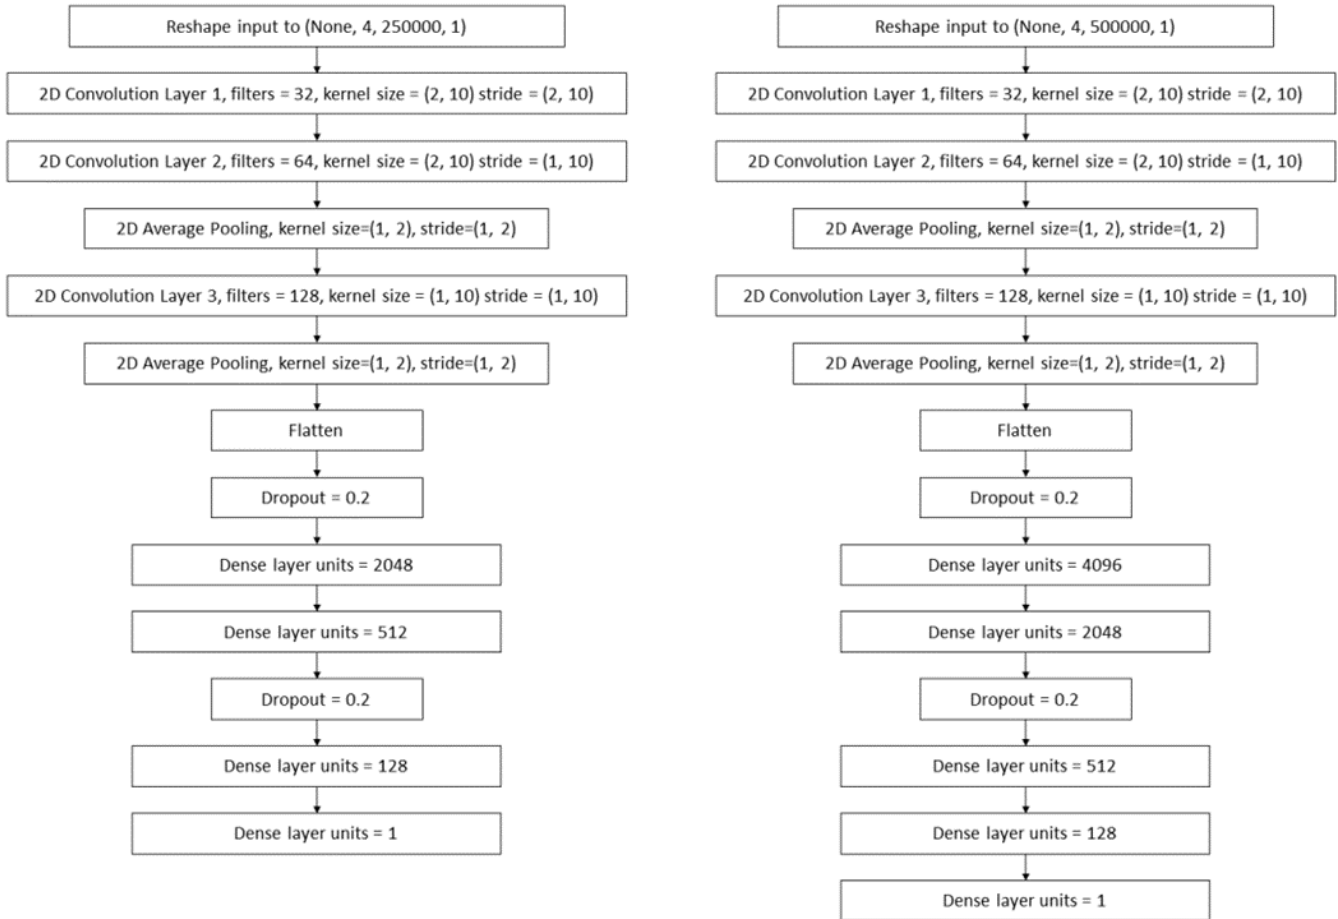 Reshape input to (None, 4, 250000, 1)
2D Convolution Layer 1, filters = 32, kernel size = (2, 10) stride = (2, 10)
2D Convolution Layer 2, filters = 64, kernel size = (2, 10) stride = (1, 10)
2D Average Pooling, kernel size=(1, 2), stride=(1, 2)
2D Convolution Layer 3, filters = 128, kernel size = (1, 10) stride = (1, 10)
2D Average Pooling, kernel size=(1, 2), stride=(1, 2)
Flatten
Dropout = 0.2
Dense layer units = 2048
Dense layer units = 512
Dropout = 0.2
Dense layer units = 128
Dense layer units = 1
Reshape input to (None, 4, 500000, 1)
2D Convolution Layer 1, filters = 32, kernel size = (2, 10) stride = (2, 10)
2D Convolution Layer 2, filters = 64, kernel size = (2, 10) stride = (1, 10)
2D Average Pooling, kernel size=(1, 2), stride=(1, 2)
2D Convolution Layer 3, filters = 128, kernel size = (1, 10) stride = (1, 10)
2D Average Pooling, kernel size=(1, 2), stride=(1, 2)
Flatten
Dropout = 0.2
Dense layer units = 4096
Dense layer units = 2048
Dropout = 0.2
Dense layer units = 512
Dense layer units = 128
Dense layer units = 1